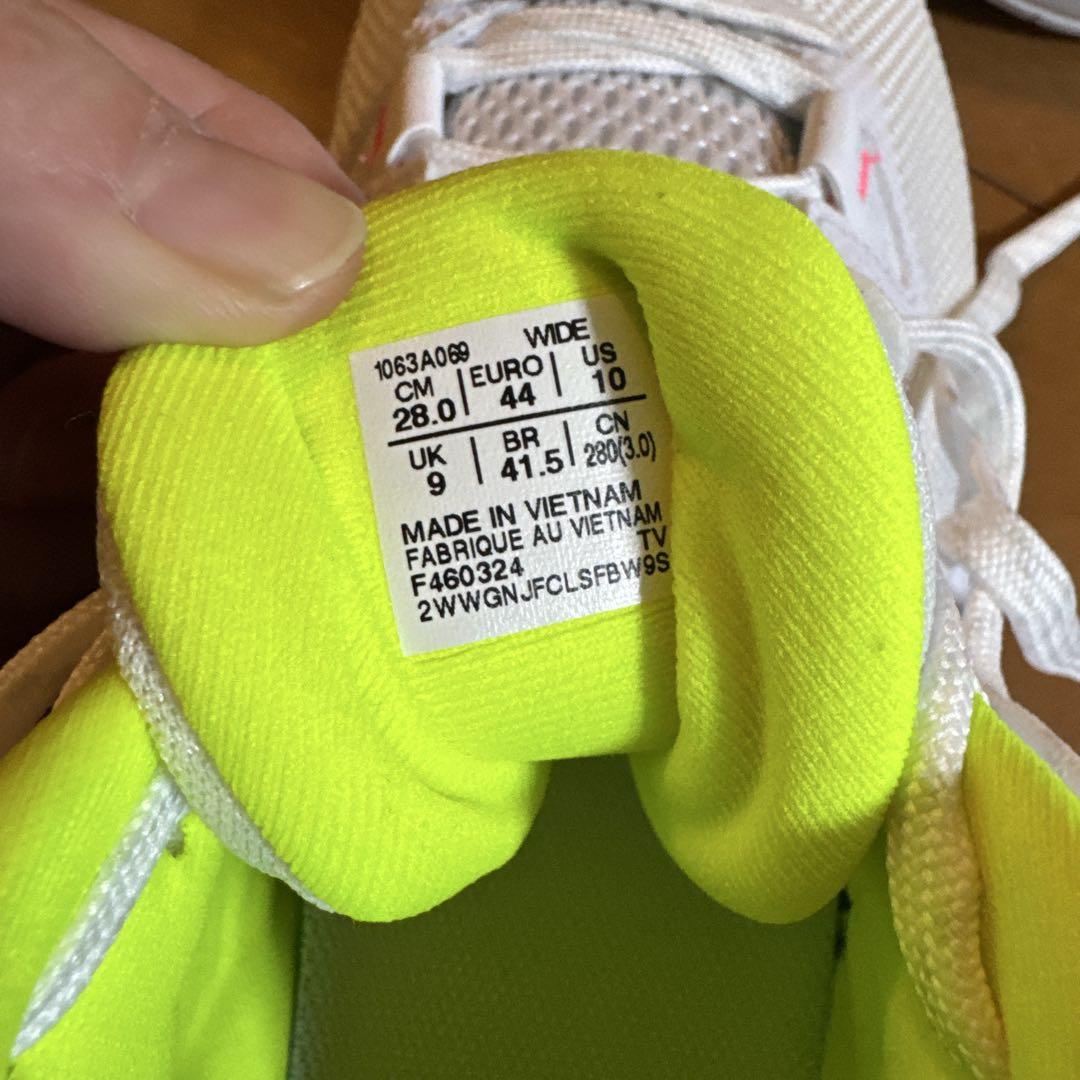 1063A069 WIDE
CM | EURO | US
28.0 44 10
UK | BR | CN
9 41.5 280(3.0)
MADE IN VIETNAM
FABRIQUE AU VIETNAM
F460324 TV
2WWGNJFCLSFBW9S